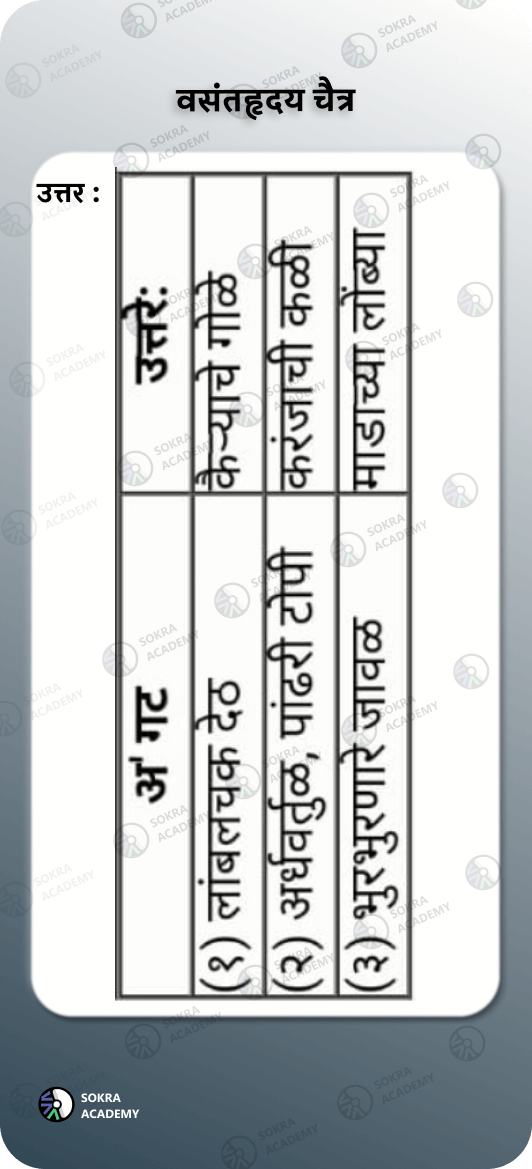 वसंतहृदय चैत्र
उत्तर :
अ' गट उत्तरे:
(१) लांबलचक देठ कैऱ्याचे गोळे
(२) अर्धवर्तुळ, पांढरी टोपी करंजाची कळी
(३) भुरभुरणारे जावळ माडाच्या लोंब्या
SOKRA
ACADEMY